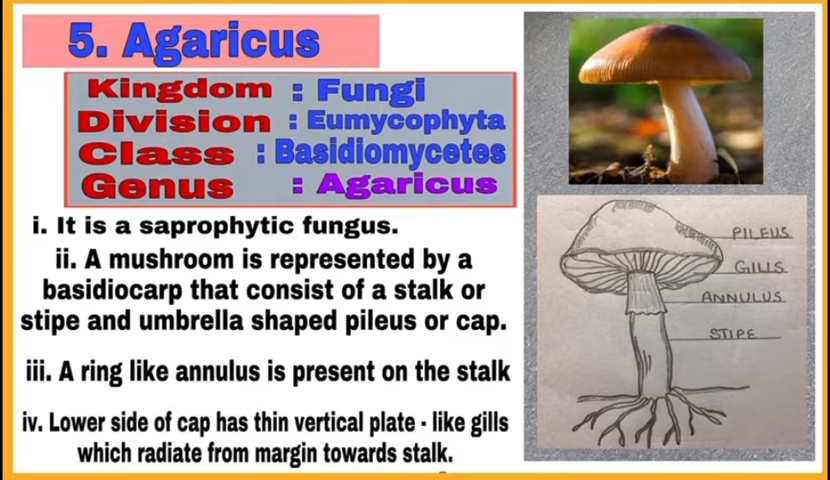 5. Agaricus
Kingdom : Fungi
Division : Eumycophyta
Class : Basidiomycetes
Genus : Agaricus
i. It is a saprophytic fungus.
ii. A mushroom is represented by a
basidiocarp that consist of a stalk or
stipe and umbrella shaped pileus or cap.
iii. A ring like annulus is present on the stalk
iv. Lower side of cap has thin vertical plate - like gills
which radiate from margin towards stalk.
PILEUS
GILLS
ANNULUS
STIPE